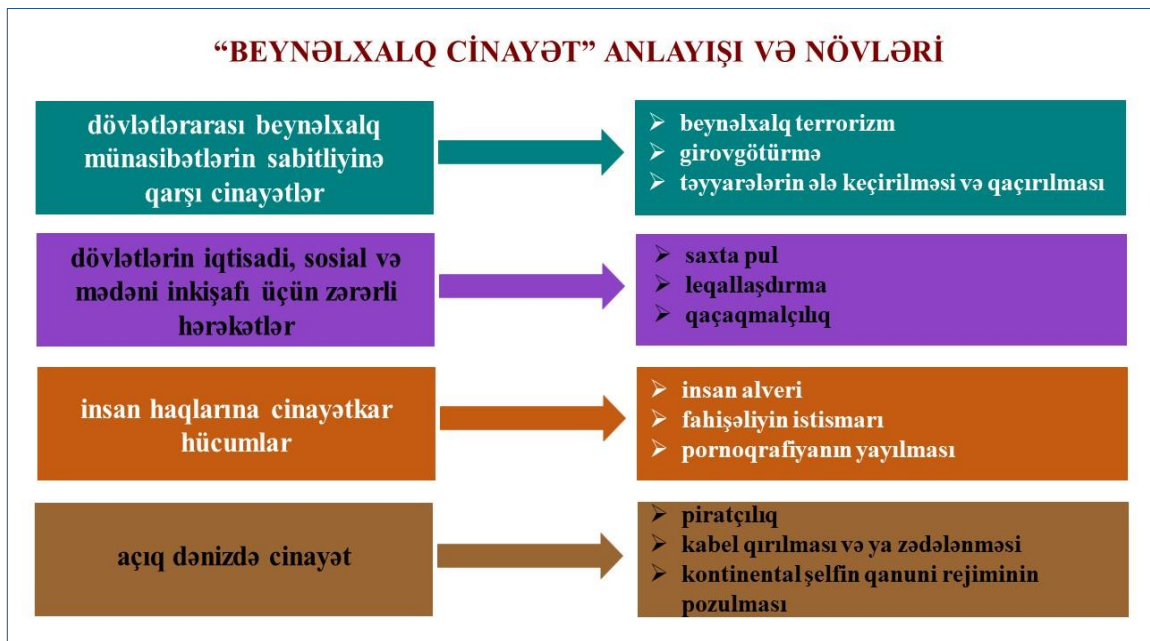 “BEYNƏLXALQ CİNAYƏT” ANLAYIŞI VƏ NÖVLƏRİ
dövlətlərarası beynəlxalq
münasibətlərin sabitliyinə
qarşı cinayətlər
➢ beynəlxalq terrorizm
➢ girovgötürmə
➢ təyyarələrin ələ keçirilməsi və qaçırılması
dövlətlərin iqtisadi, sosial və
mədəni inkişafı üçün zərərli
hərəkətlər
➢ saxta pul
➢ leqallaşdırma
➢ qaçaqmalçılıq
insan haqlarına cinayətkar
hücumlar
➢ insan alveri
➢ fahişəliyin istismarı
➢ pornoqrafiyanın yayılması
açıq dənizdə cinayət
➢ piratçılıq
➢ kabel qırılması və ya zədələnməsi
➢ kontinental şelfin qanuni rejiminin
pozulması